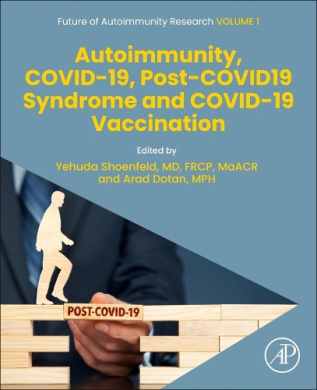 Future of Autoimmunity Research VOLUME 1
Autoimmunity,
COVID-19, Post-COVID19
Syndrome and COVID-19
Vaccination
Edited by
Yehuda Shoenfeld, MD, FRCP, MaACR
and Arad Dotan, MPH
POST-COVID-19
AP